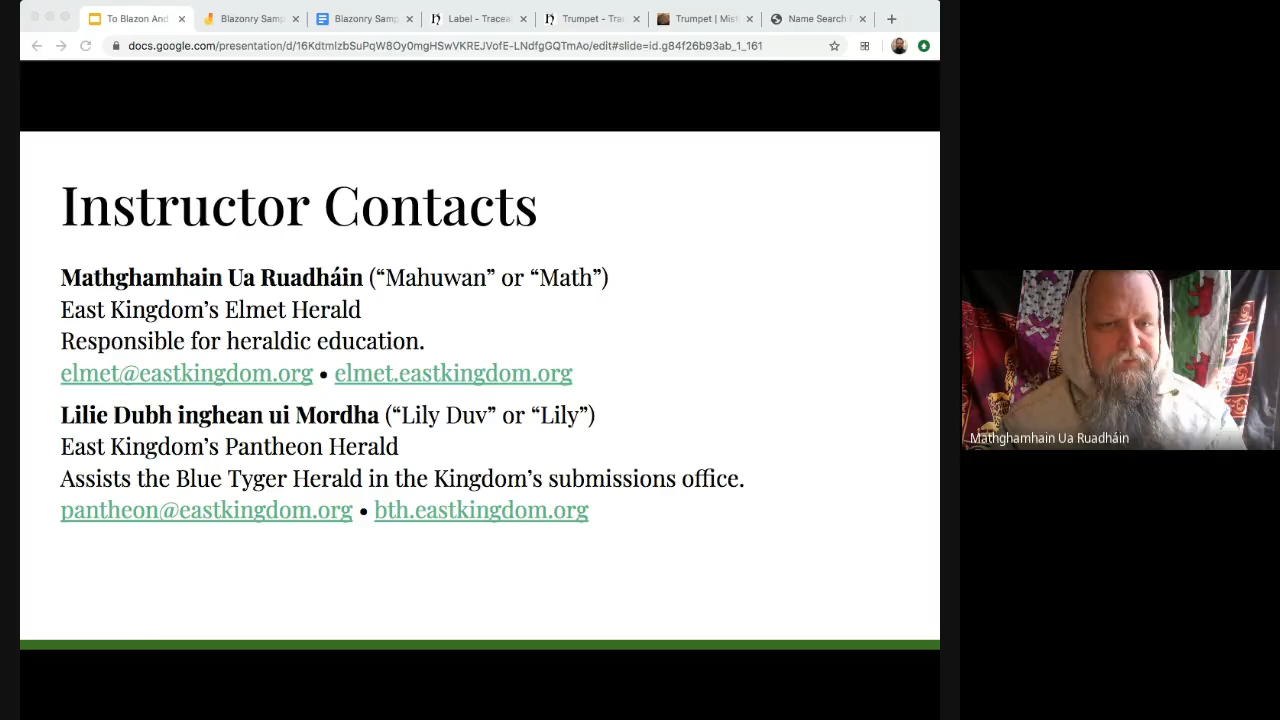 To Blazon And
Blazonry Samp
Blazonry Samp
Label - Tracea
Trumpet - Tra
Trumpet | Mist
Name Search
docs.google.com/presentation/d/16KdtmIzbSuPqW8Oy0mgHSwVKREJVofE-LNdfgGQTmAo/edit#slide=id.g84f26b93ab_1_161
Instructor Contacts
Mathghamhain Ua Ruadháin (“Mahuwan” or “Math”)
East Kingdom’s Elmet Herald
Responsible for heraldic education.
elmet@eastkingdom.org • elmet.eastkingdom.org
Lilie Dubh inghean ui Mordha (“Lily Duv” or “Lily”)
East Kingdom’s Pantheon Herald
Assists the Blue Tyger Herald in the Kingdom’s submissions office.
pantheon@eastkingdom.org • bth.eastkingdom.org
Mathghamhain Ua Ruadháin